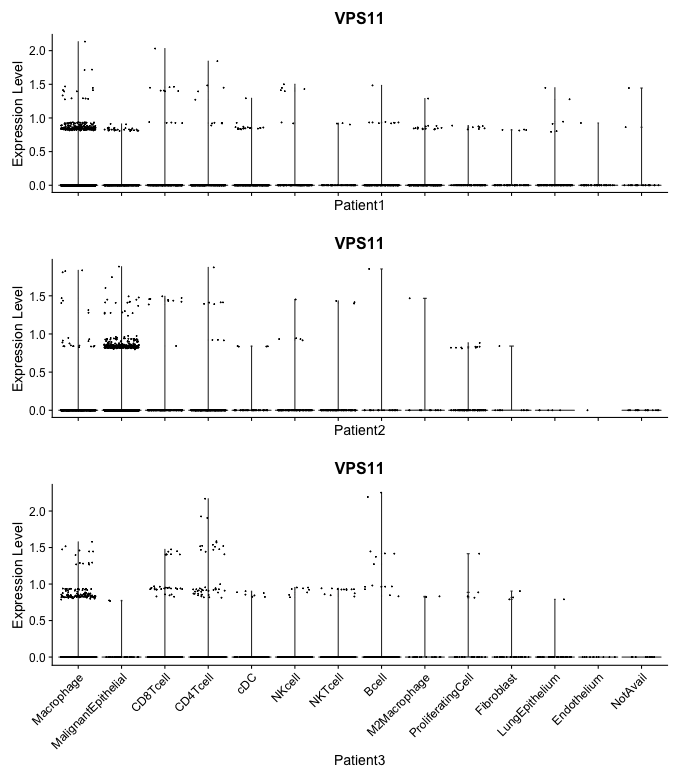 VPS11
Expression Level
2.0
1.5
1.0
0.5
0.0
Patient1
VPS11
Expression Level
1.5
1.0
0.5
0.0
Patient2
VPS11
Expression Level
2.0
1.5
1.0
0.5
0.0
Macrophage
MalignantEpithelial
CD8Tcell
CD4Tcell
cDC
NKcell
NKTcell
Bcell
M2Macrophage
ProliferatingCell
Fibroblast
LungEpithelium
Endothelium
NotAvail
Patient3